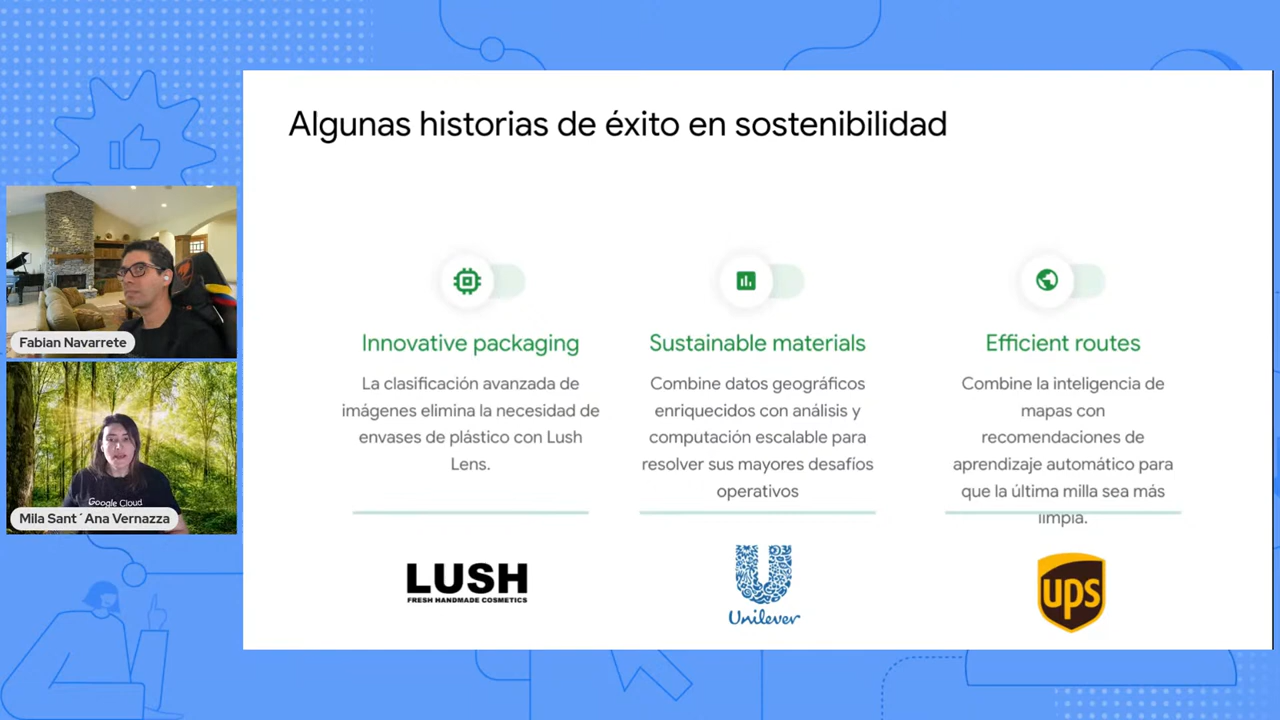 Algunas historias de éxito en sostenibilidad
Fabian Navarrete
Google Cloud
Mila Sant´Ana Vernazza
Innovative packaging
La clasificación avanzada de
imágenes elimina la necesidad de
envases de plástico con Lush
Lens.
LUSH
FRESH HANDMADE COSMETICS
Sustainable materials
Combine datos geográficos
enriquecidos con análisis y
computación escalable para
resolver sus mayores desafíos
operativos
Unilever
Efficient routes
Combine la inteligencia de
mapas con
recomendaciones de
aprendizaje automático para
que la última milla sea más
limpia.
ups